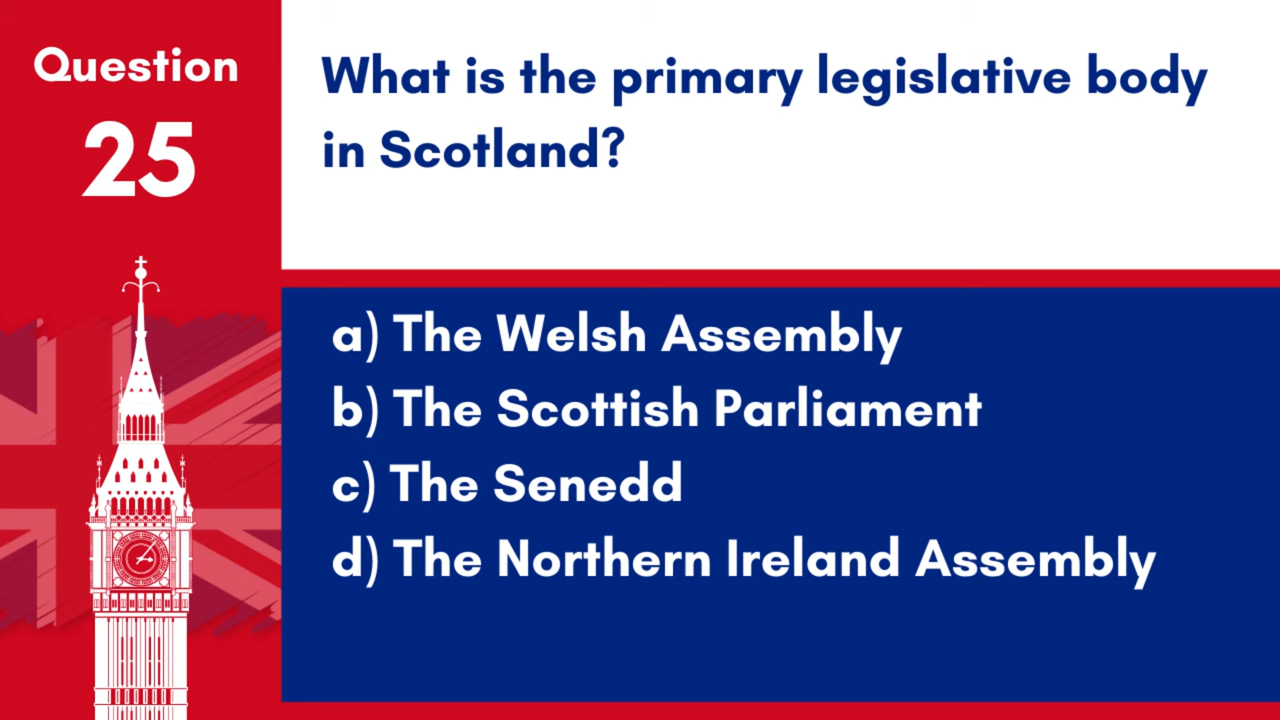 Question
25
What is the primary legislative body
in Scotland?
a) The Welsh Assembly
b) The Scottish Parliament
c) The Senedd
d) The Northern Ireland Assembly